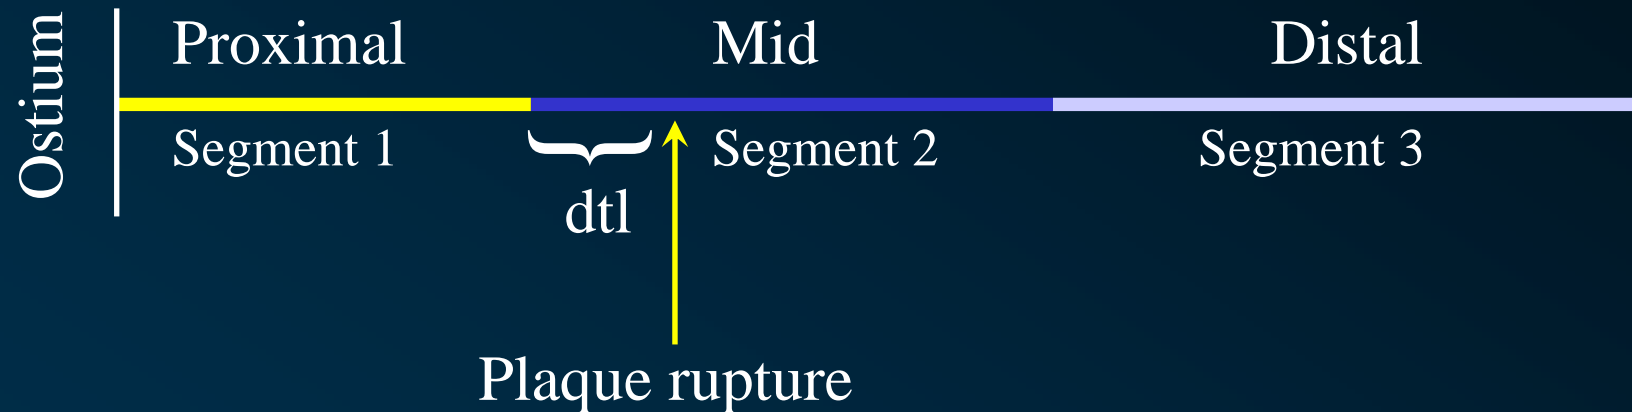 Ostium
Proximal Mid Distal
Segment 1 Segment 2 Segment 3
dtl
Plaque rupture